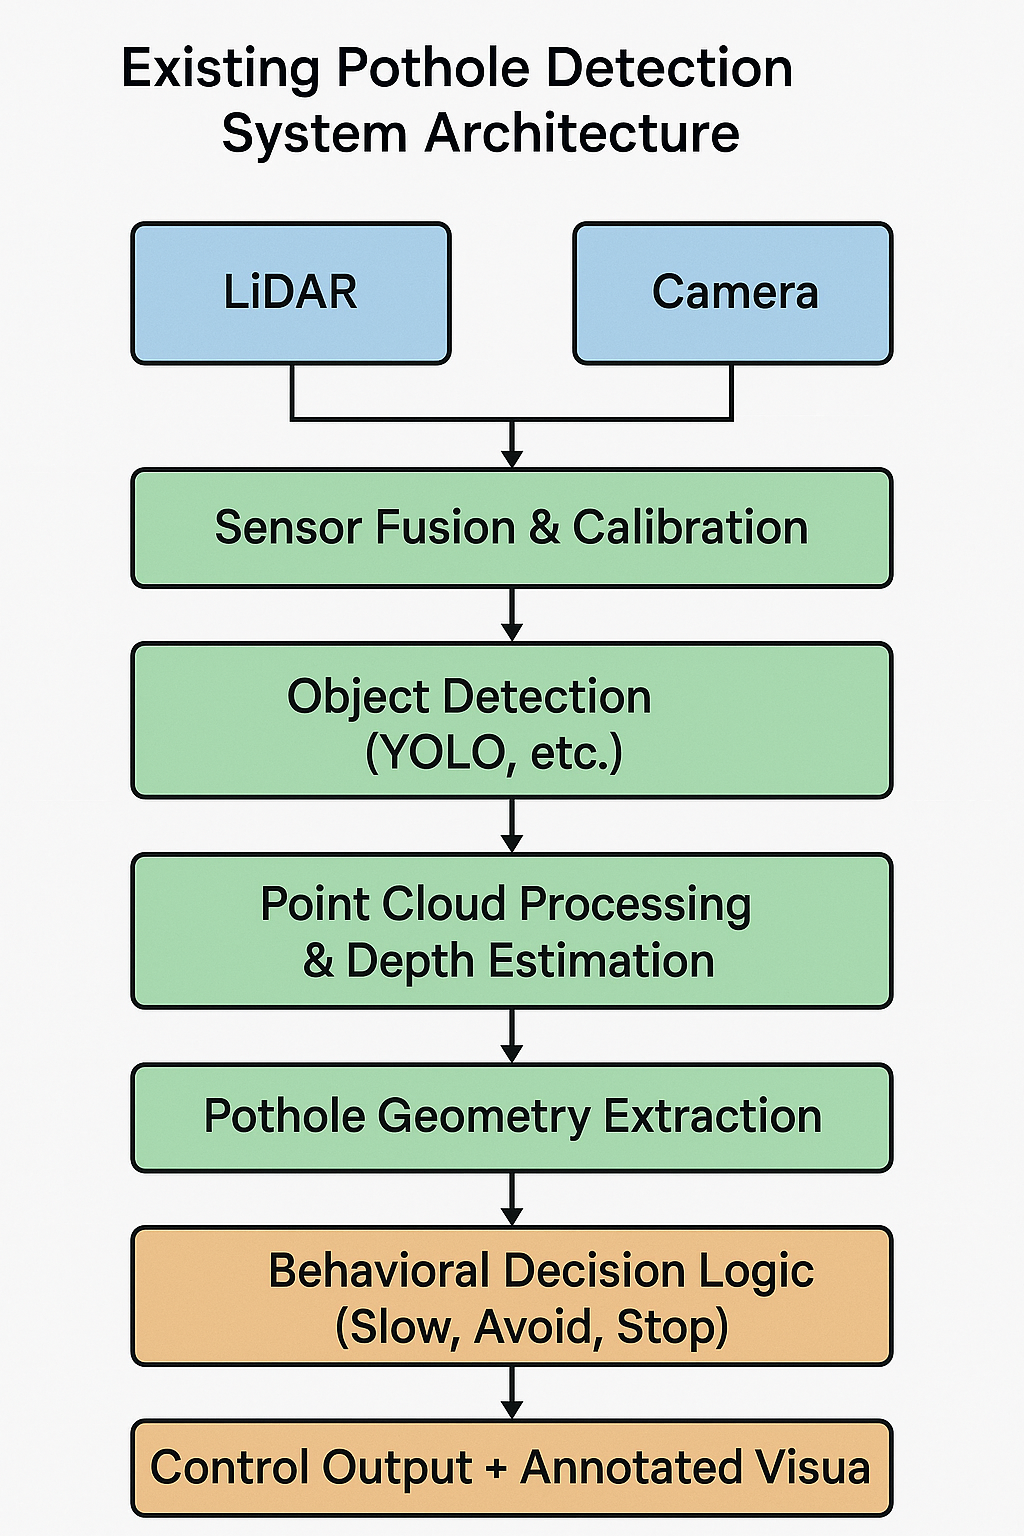 Existing Pothole Detection
System Architecture
LiDAR
Camera
Sensor Fusion & Calibration
Object Detection
(YOLO, etc.)
Point Cloud Processing
& Depth Estimation
Pothole Geometry Extraction
Behavioral Decision Logic
(Slow, Avoid, Stop)
Control Output + Annotated Visua